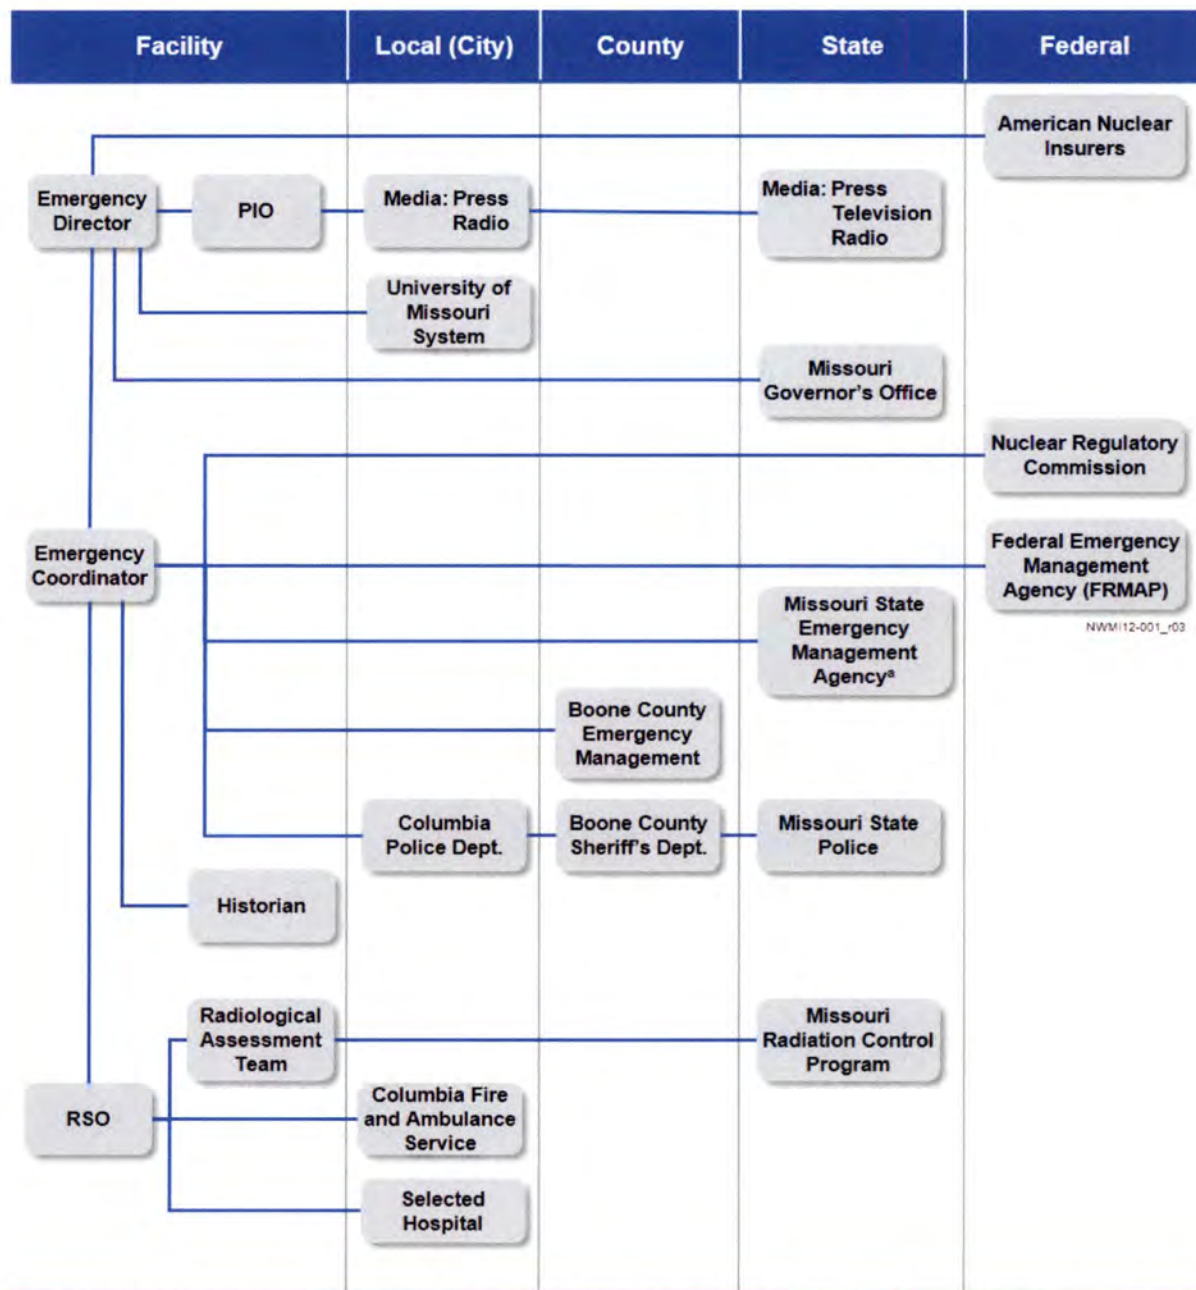 Facility
Local (City)
County
State
Federal
American Nuclear
Insurers
Emergency
Director
PIO
Media: Press
Radio
Media: Press
Television
Radio
University of
Missouri
System
Missouri
Governor's Office
Nuclear Regulatory
Commission
Emergency
Coordinator
Federal Emergency
Management
Agency (FRMAP)
NWMI12-001_r03
Missouri State
Emergency
Management
Agencyᵃ
Boone County
Emergency
Management
Columbia
Police Dept.
Boone County
Sheriff's Dept.
Missouri State
Police
Historian
Radiological
Assessment
Team
Missouri
Radiation Control
Program
RSO
Columbia Fire
and Ambulance
Service
Selected
Hospital